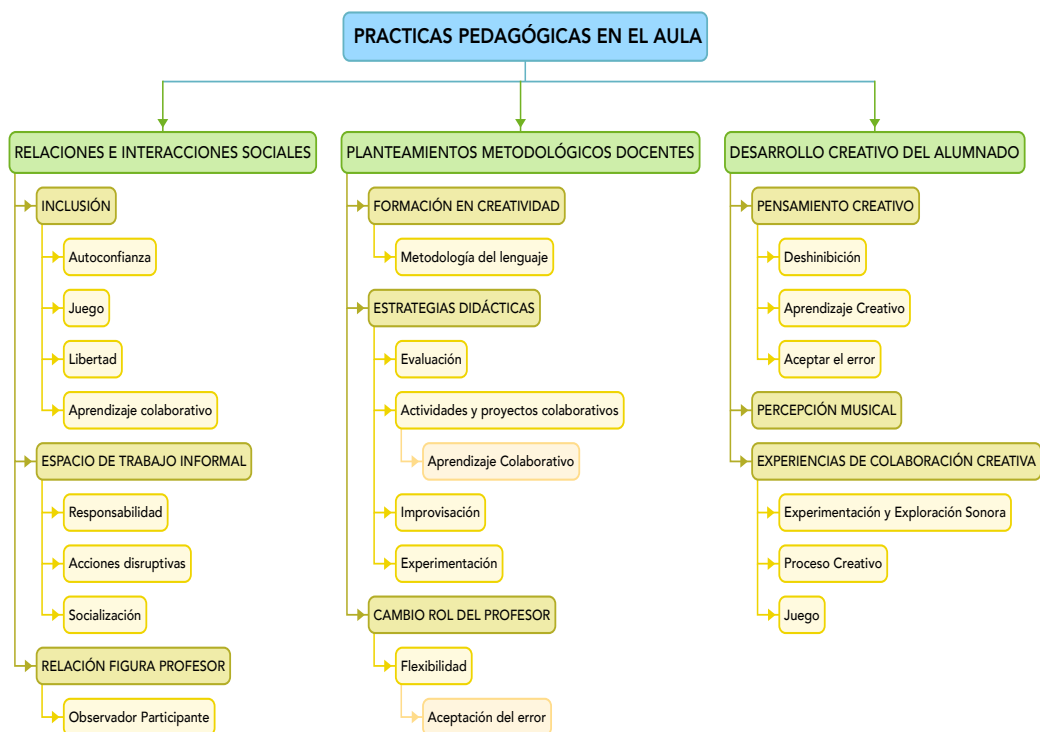 PRACTICAS PEDAGÓGICAS EN EL AULA
RELACIONES E INTERACCIONES SOCIALES
INCLUSIÓN
Autoconfianza
Juego
Libertad
Aprendizaje colaborativo
ESPACIO DE TRABAJO INFORMAL
Responsabilidad
Acciones disruptivas
Socialización
RELACIÓN FIGURA PROFESOR
Observador Participante
PLANTEAMIENTOS METODOLÓGICOS DOCENTES
FORMACIÓN EN CREATIVIDAD
Metodología del lenguaje
ESTRATEGIAS DIDÁCTICAS
Evaluación
Actividades y proyectos colaborativos
Aprendizaje Colaborativo
Improvisación
Experimentación
CAMBIO ROL DEL PROFESOR
Flexibilidad
Aceptación del error
DESARROLLO CREATIVO DEL ALUMNADO
PENSAMIENTO CREATIVO
Deshinibición
Aprendizaje Creativo
Aceptar el error
PERCEPCIÓN MUSICAL
EXPERIENCIAS DE COLABORACIÓN CREATIVA
Experimentación y Exploración Sonora
Proceso Creativo
Juego